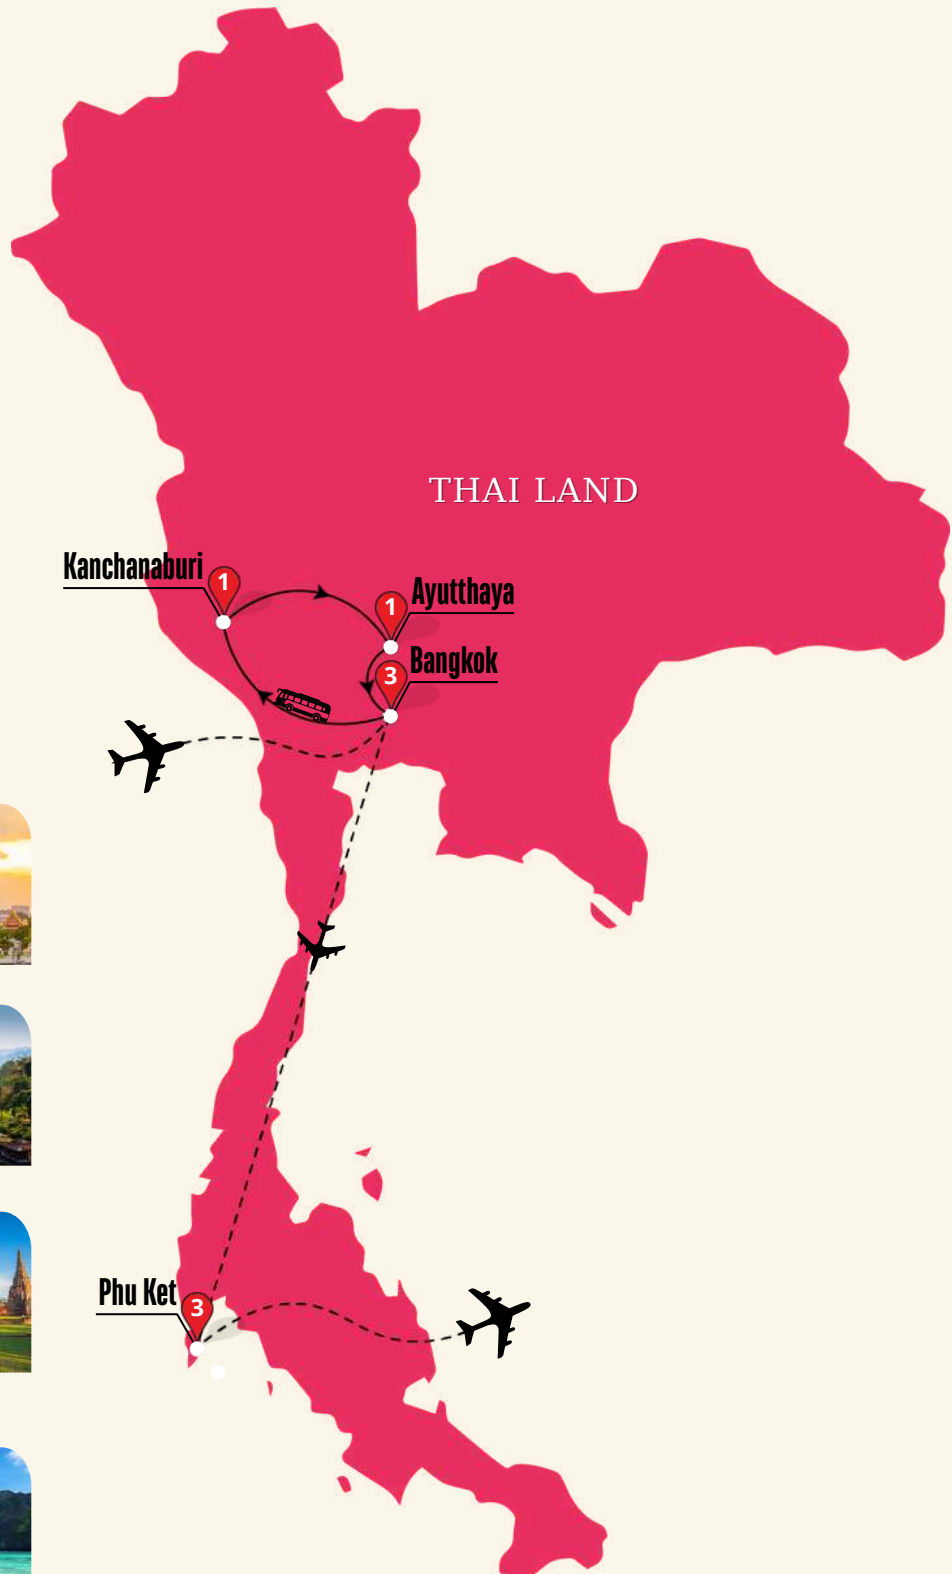 THAI LAND
Kanchanaburi
1
1
Ayutthaya
3
Bangkok
Phu Ket
3